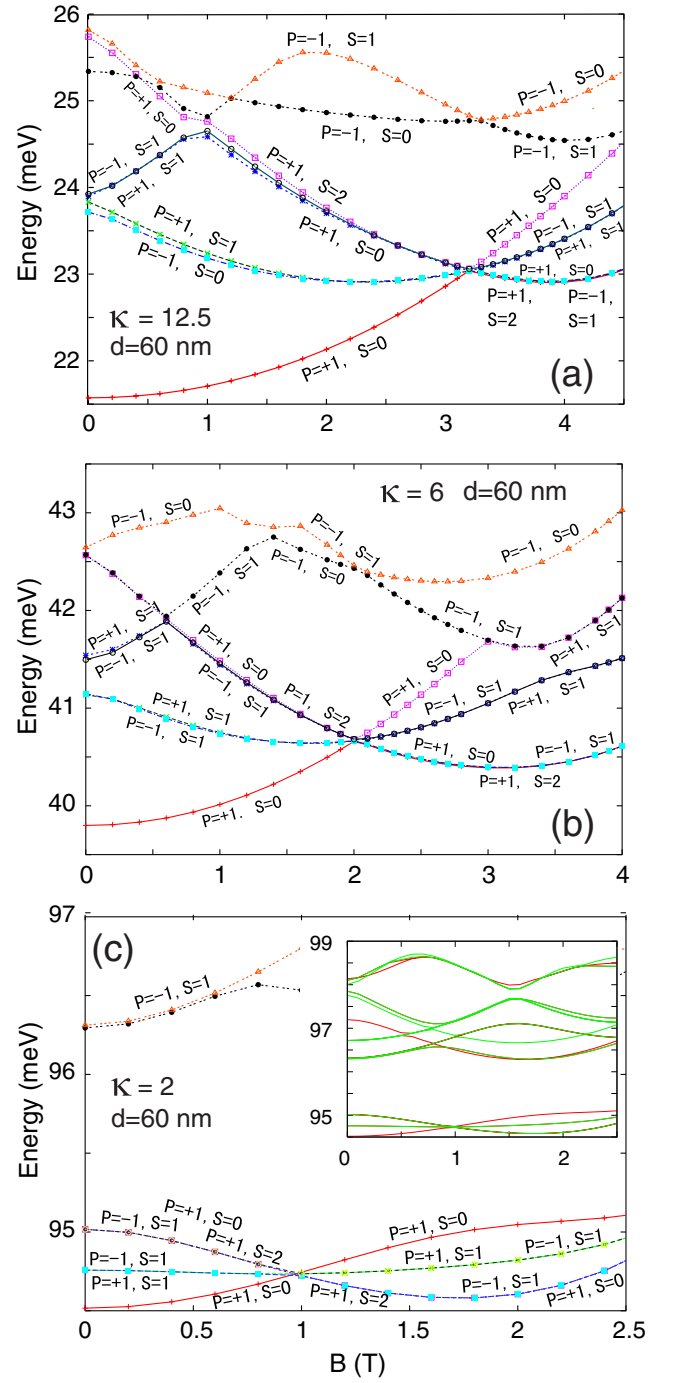 26
25
24
23
22
Energy (meV)
P=−1, S=1
P=−1, S=0
P=+1, S=0
P=−1, S=0
P=−1, S=1
P=−1, S=1
P=+1, S=1
P=+1, S=2
P=+1, S=0
P=+1, S=0
P=−1, S=1
P=+1, S=1
P=+1, S=1
P=−1, S=0
P=+1, S=0
P=+1, P=−1,
S=2 S=1
κ = 12.5
d=60 nm
P=+1, S=0
(a)
0 1 2 3 4
43
42
41
40
Energy (meV)
κ = 6 d=60 nm
P=−1, S=0
P=−1, S=1
P=−1, S=0
P=−1, S=1
P=−1, S=0
P=+1, S=1
P=−1, S=1
P=+1, S=0
P=−1, S=1
P=+1, S=2
P=−1, S=1
P=+1, S=0
P=−1, S=1
P=+1, S=1
P=+1, S=1
P=−1, S=1
P=+1, S=0
P=−1, S=1
P=+1, S=2
P=+1. S=0
(b)
0 1 2 3 4
97
96
95
Energy (meV)
(c)
P=−1, S=1
κ = 2
d=60 nm
99
97
95
0 1 2
P=−1, S=1
P=+1, S=0
P=+1, S=2
P=−1, S=1
P=+1, S=1
P=+1, S=0
P=+1, S=0
P=+1, S=1
P=−1, S=1
P=+1, S=2
P=−1, S=1
P=+1, S=0
0 0.5 1 1.5 2 2.5
B (T)